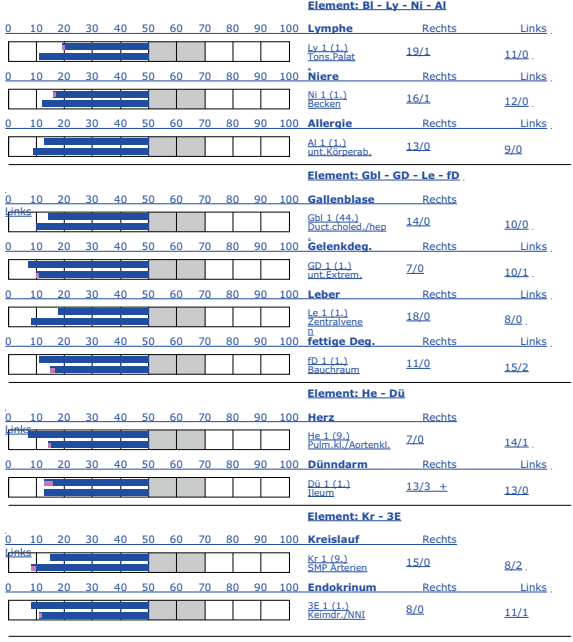 Element: Bl - Ly - Ni - Al
0 10 20 30 40 50 60 70 80 90 100 Lymphe Rechts Links
Ly 1 (1.) 19/1 11/0
Tons.Palat
.
0 10 20 30 40 50 60 70 80 90 100 Niere Rechts Links
Ni 1 (1.) 16/1 12/0
Becken
0 10 20 30 40 50 60 70 80 90 100 Allergie Rechts Links
Al 1 (1.) 13/0 9/0
unt.Körperab.
Element: Gbl - GD - Le - fD
0 10 20 30 40 50 60 70 80 90 100 Gallenblase Rechts
Links
Gbl 1 (44.) 14/0 10/0
Duct.choled./hep
.
0 10 20 30 40 50 60 70 80 90 100 Gelenkdeg. Rechts Links
GD 1 (1.) 7/0 10/1
unt.Extrem.
0 10 20 30 40 50 60 70 80 90 100 Leber Rechts Links
Le 1 (1.) 18/0 8/0
Zentralvene
n
0 10 20 30 40 50 60 70 80 90 100 fettige Deg. Rechts Links
fD 1 (1.) 11/0 15/2
Bauchraum
Element: He - Dü
0 10 20 30 40 50 60 70 80 90 100 Herz Rechts
Links
He 1 (9.) 7/0 14/1
Pulm.kl./Aortenkl.
0 10 20 30 40 50 60 70 80 90 100 Dünndarm Rechts Links
Dü 1 (1.) 13/3 + 13/0
Ileum
Element: Kr - 3E
0 10 20 30 40 50 60 70 80 90 100 Kreislauf Rechts
Links
Kr 1 (9.) 15/0 8/2
SMP Arterien
0 10 20 30 40 50 60 70 80 90 100 Endokrinum Rechts Links
3E 1 (1.) 8/0 11/1
Keimdr./NNI